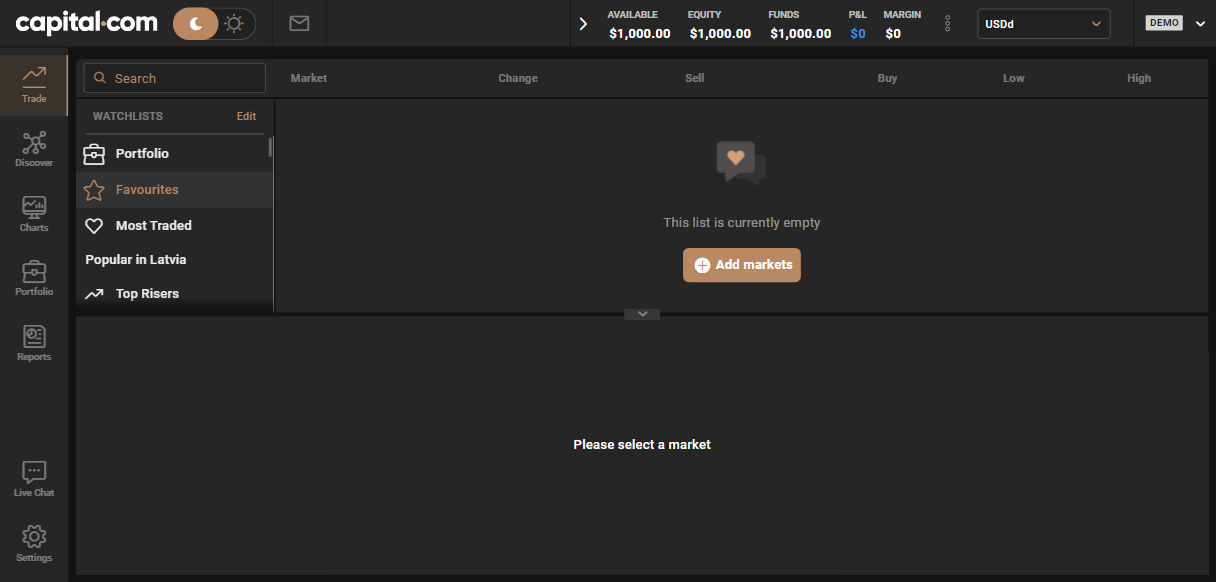 capital.com
AVAILABLE EQUITY FUNDS P&L MARGIN
$1,000.00 $1,000.00 $1,000.00 $0 $0
USDd
DEMO
Trade
Discover
Charts
Portfolio
Reports
Live Chat
Settings
Search
WATCHLISTS Edit
Portfolio
Favourites
Most Traded
Popular in Latvia
Top Risers
Market Change Sell Buy Low High
This list is currently empty
Add markets
Please select a market